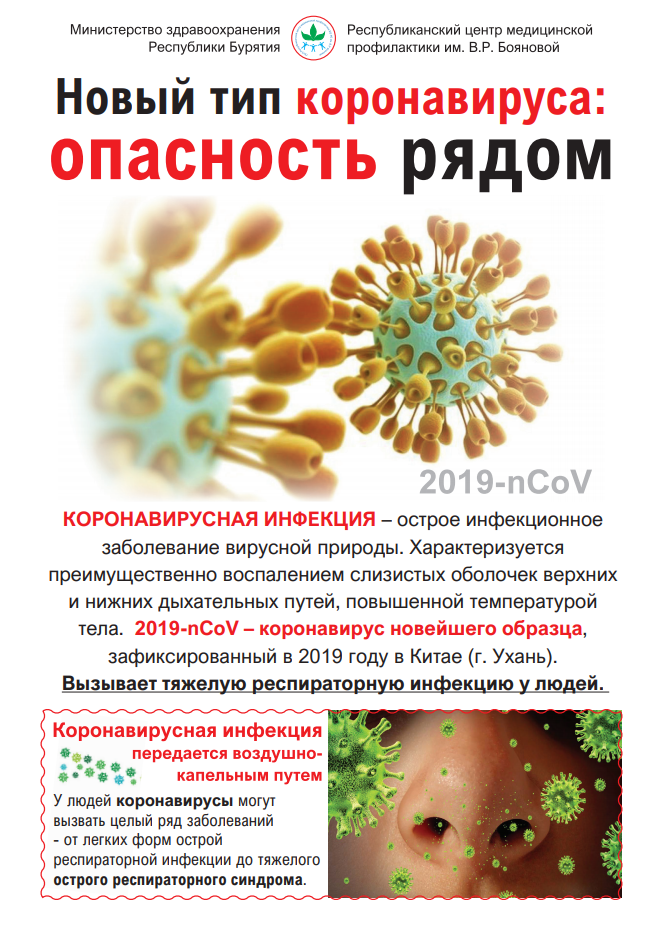 Министерство здравоохранения
Республики Бурятия
Республиканский центр медицинской
профилактики им. В.Р. Бояновой
Новый тип коронавируса:
опасность рядом
2019-nCoV
КОРОНАВИРУСНАЯ ИНФЕКЦИЯ – острое инфекционное
заболевание вирусной природы. Характеризуется
преимущественно воспалением слизистых оболочек верхних
и нижних дыхательных путей, повышенной температурой
тела. 2019-nCoV – коронавирус новейшего образца,
зафиксированный в 2019 году в Китае (г. Ухань).
Вызывает тяжелую респираторную инфекцию у людей.
Коронавирусная инфекция
передается воздушно-
капельным путем
У людей коронавирусы могут
вызвать целый ряд заболеваний
- от легких форм острой
респираторной инфекции до тяжелого
острого респираторного синдрома.